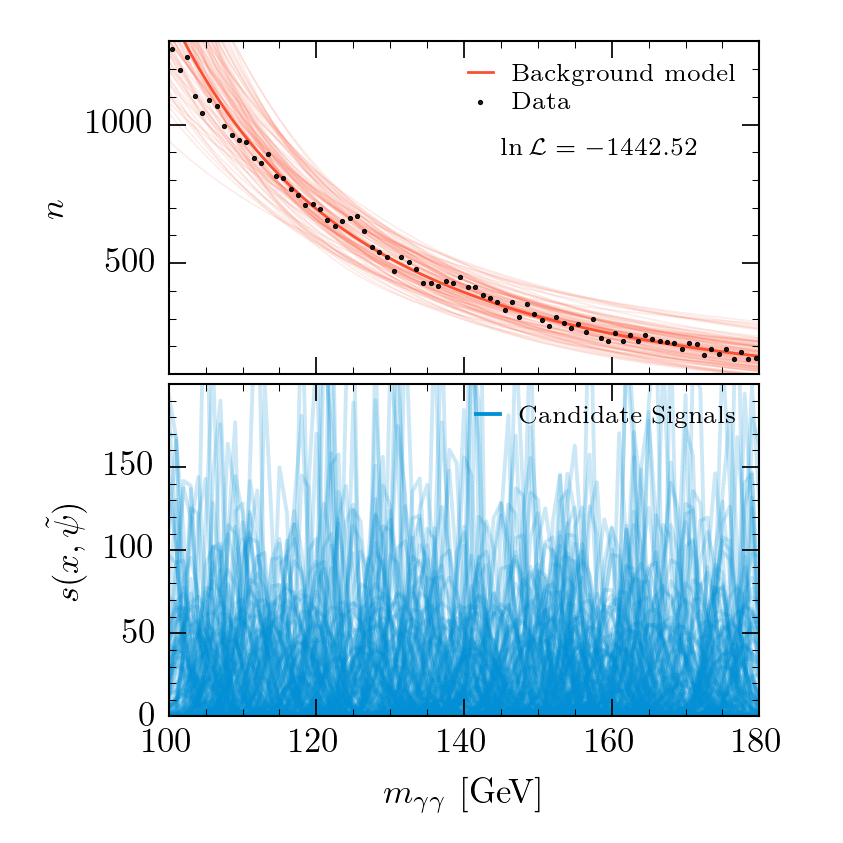 Background model
Data
ln ℒ = −1442.52
1000
500
n
Candidate Signals
150
100
50
0
s(x, ψ̃)
100 120 140 160 180
m_γγ [GeV]